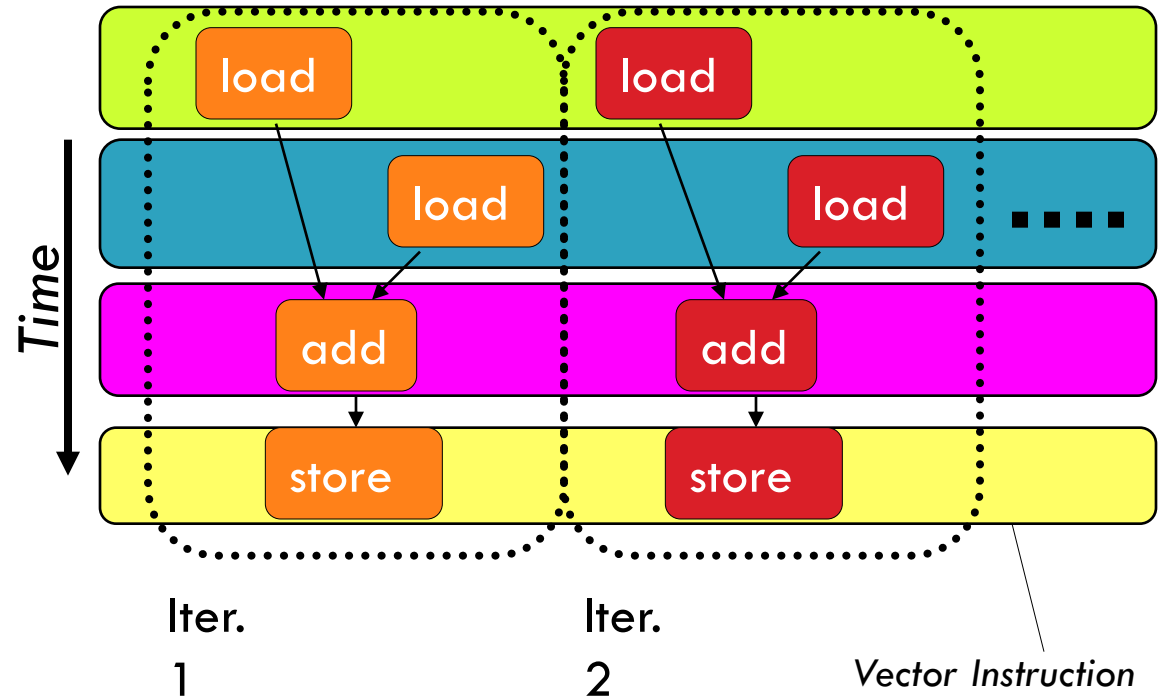 load load
load load
Time
add add
store store
Iter. Iter.
1 2
Vector Instruction